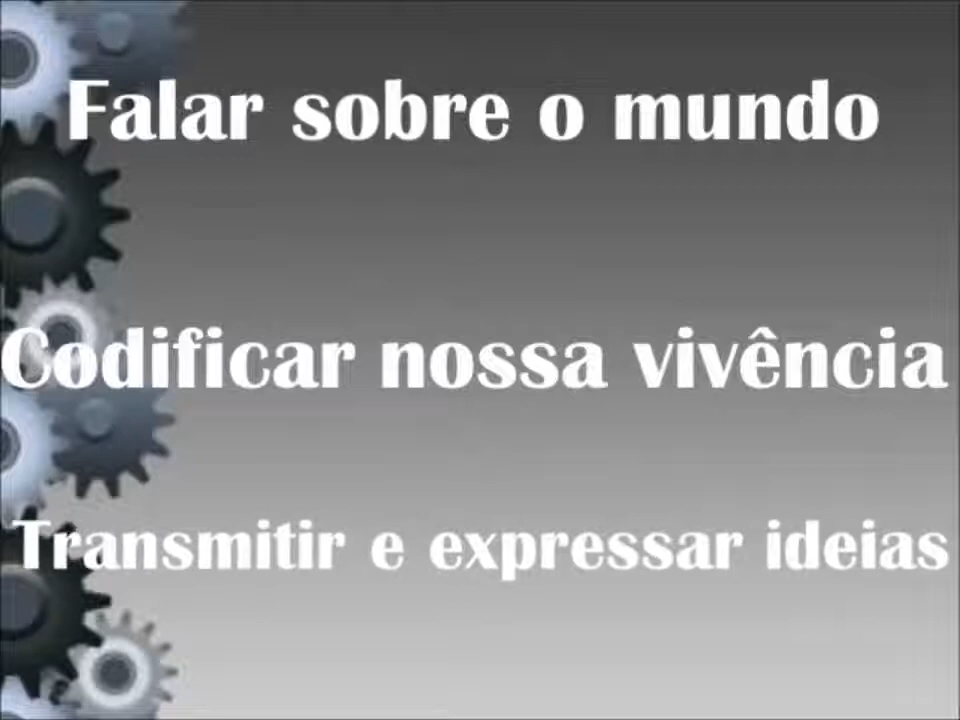 Falar sobre o mundo
Codificar nossa vivência
Transmitir e expressar ideias